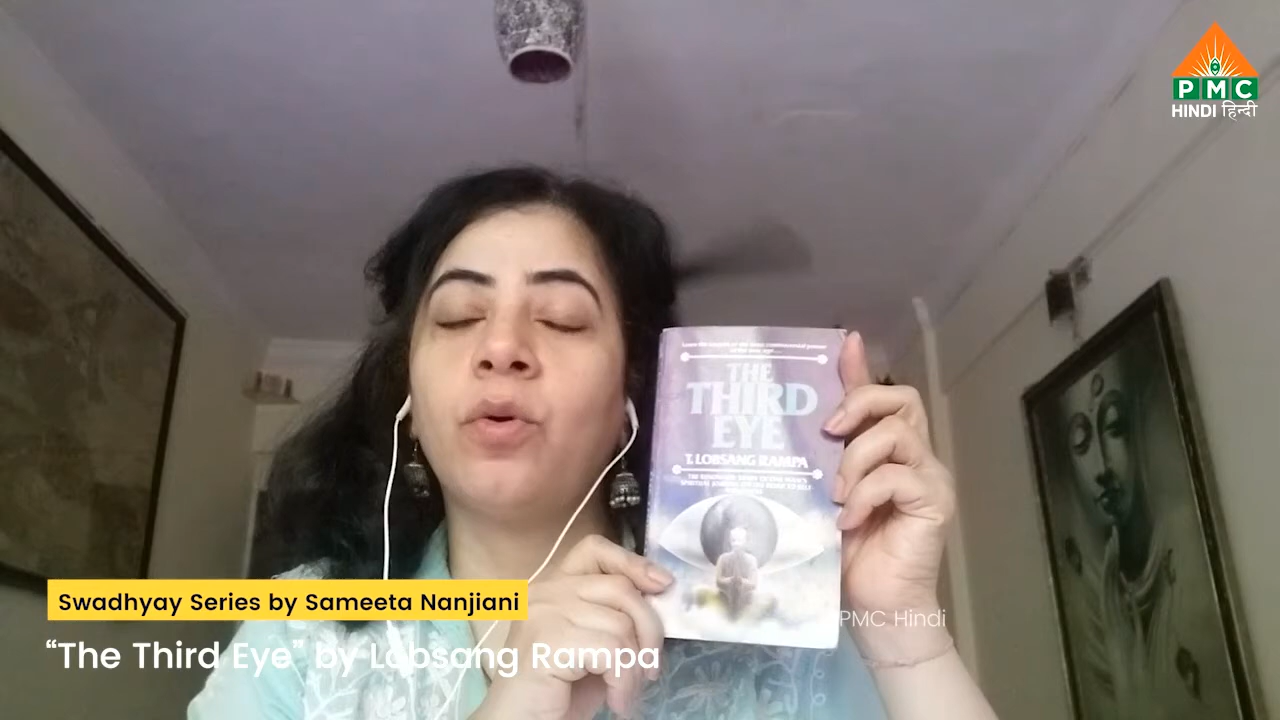 PMC
HINDI हिन्दी
THE
THIRD
EYE
T. LOBSANG RAMPA
PMC Hindi
Swadhyay Series by Sameeta Nanjiani
“The Third Eye” by Lobsang Rampa